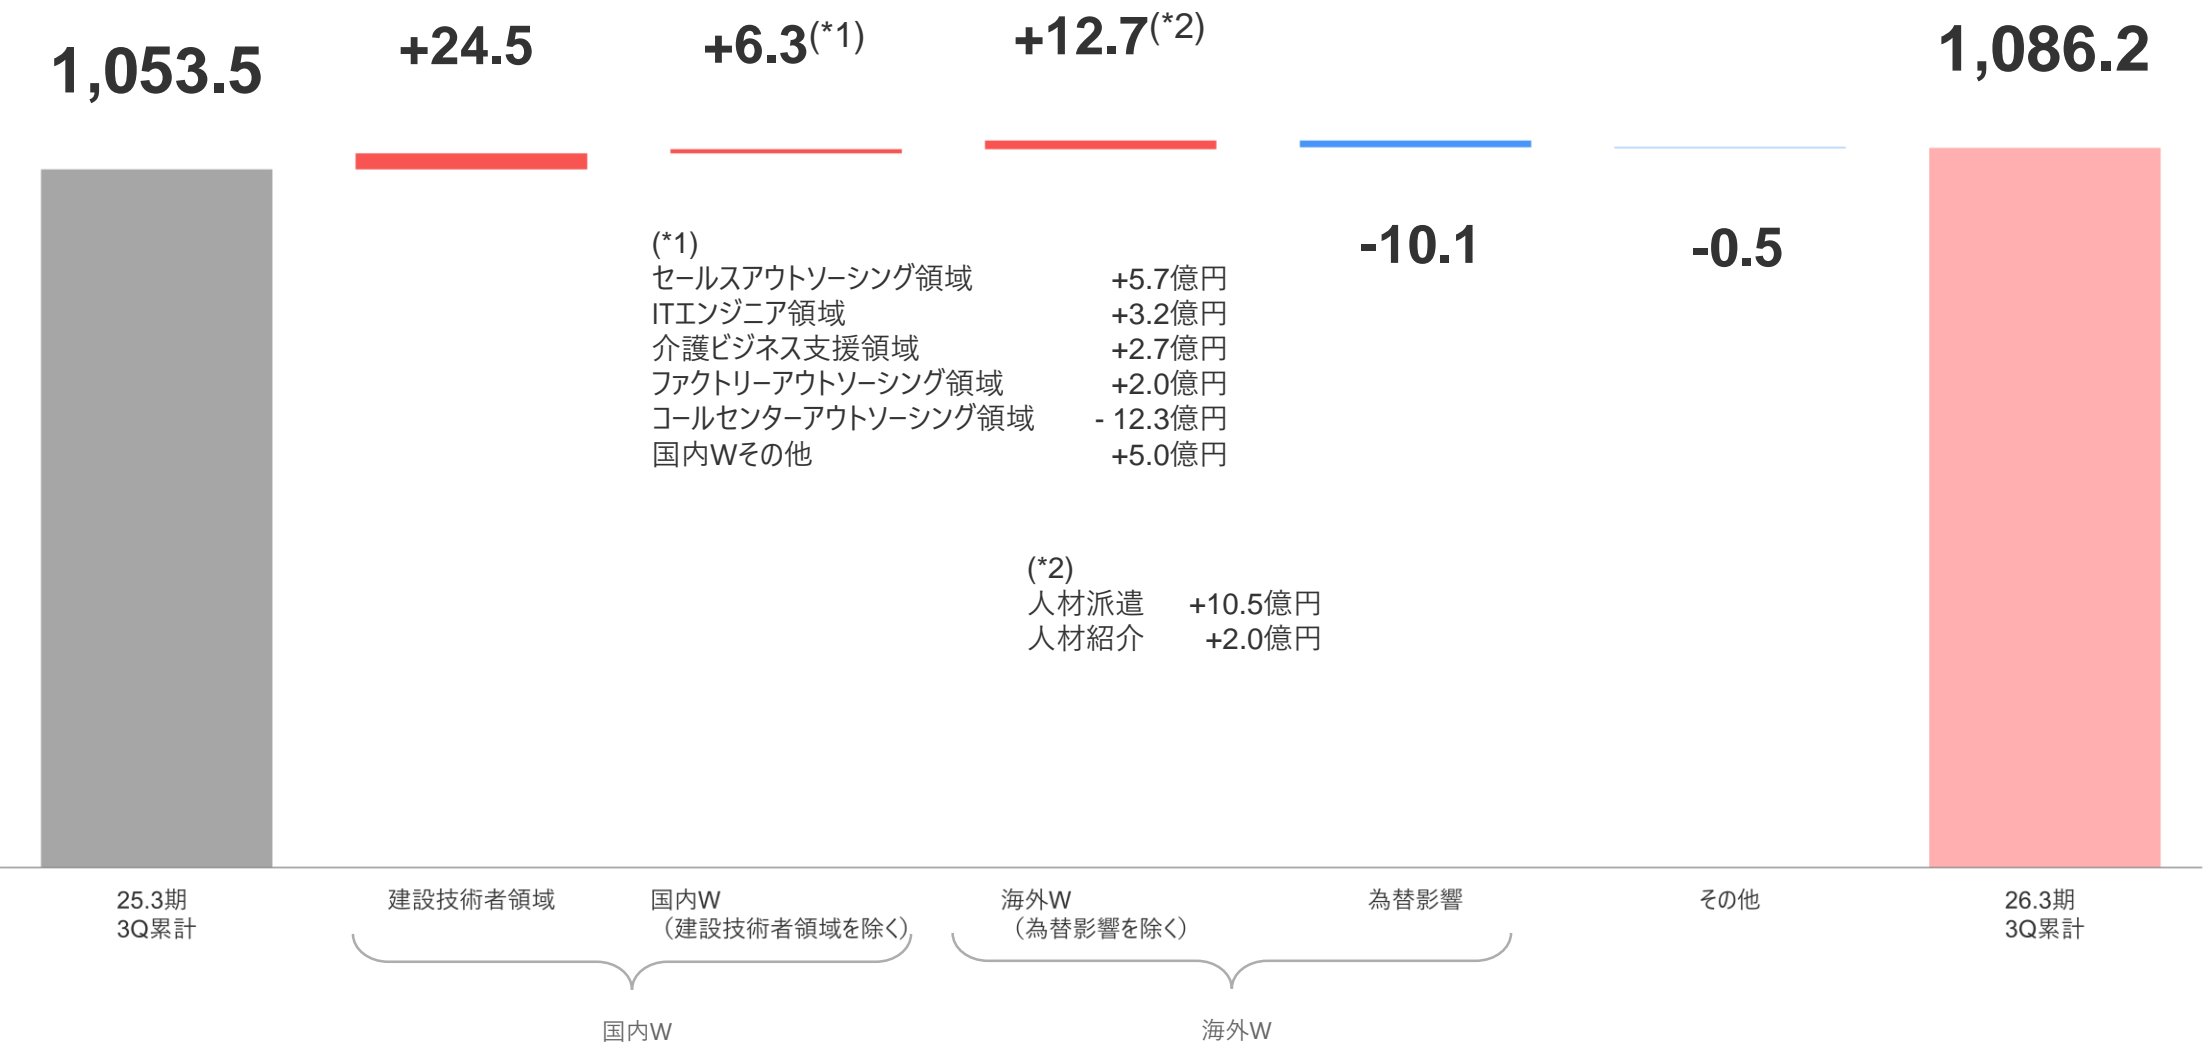 1,053.5
+24.5
+6.3(*1)
+12.7(*2)
1,086.2
-10.1
-0.5
(*1)
セールスアウトソーシング領域 +5.7億円
ITエンジニア領域 +3.2億円
介護ビジネス支援領域 +2.7億円
ファクトリーアウトソーシング領域 +2.0億円
コールセンターアウトソーシング領域 - 12.3億円
国内Wその他 +5.0億円
(*2)
人材派遣 +10.5億円
人材紹介 +2.0億円
25.3期
3Q累計
建設技術者領域
国内W
（建設技術者領域を除く）
海外W
（為替影響を除く）
為替影響
その他
26.3期
3Q累計
国内W
海外W